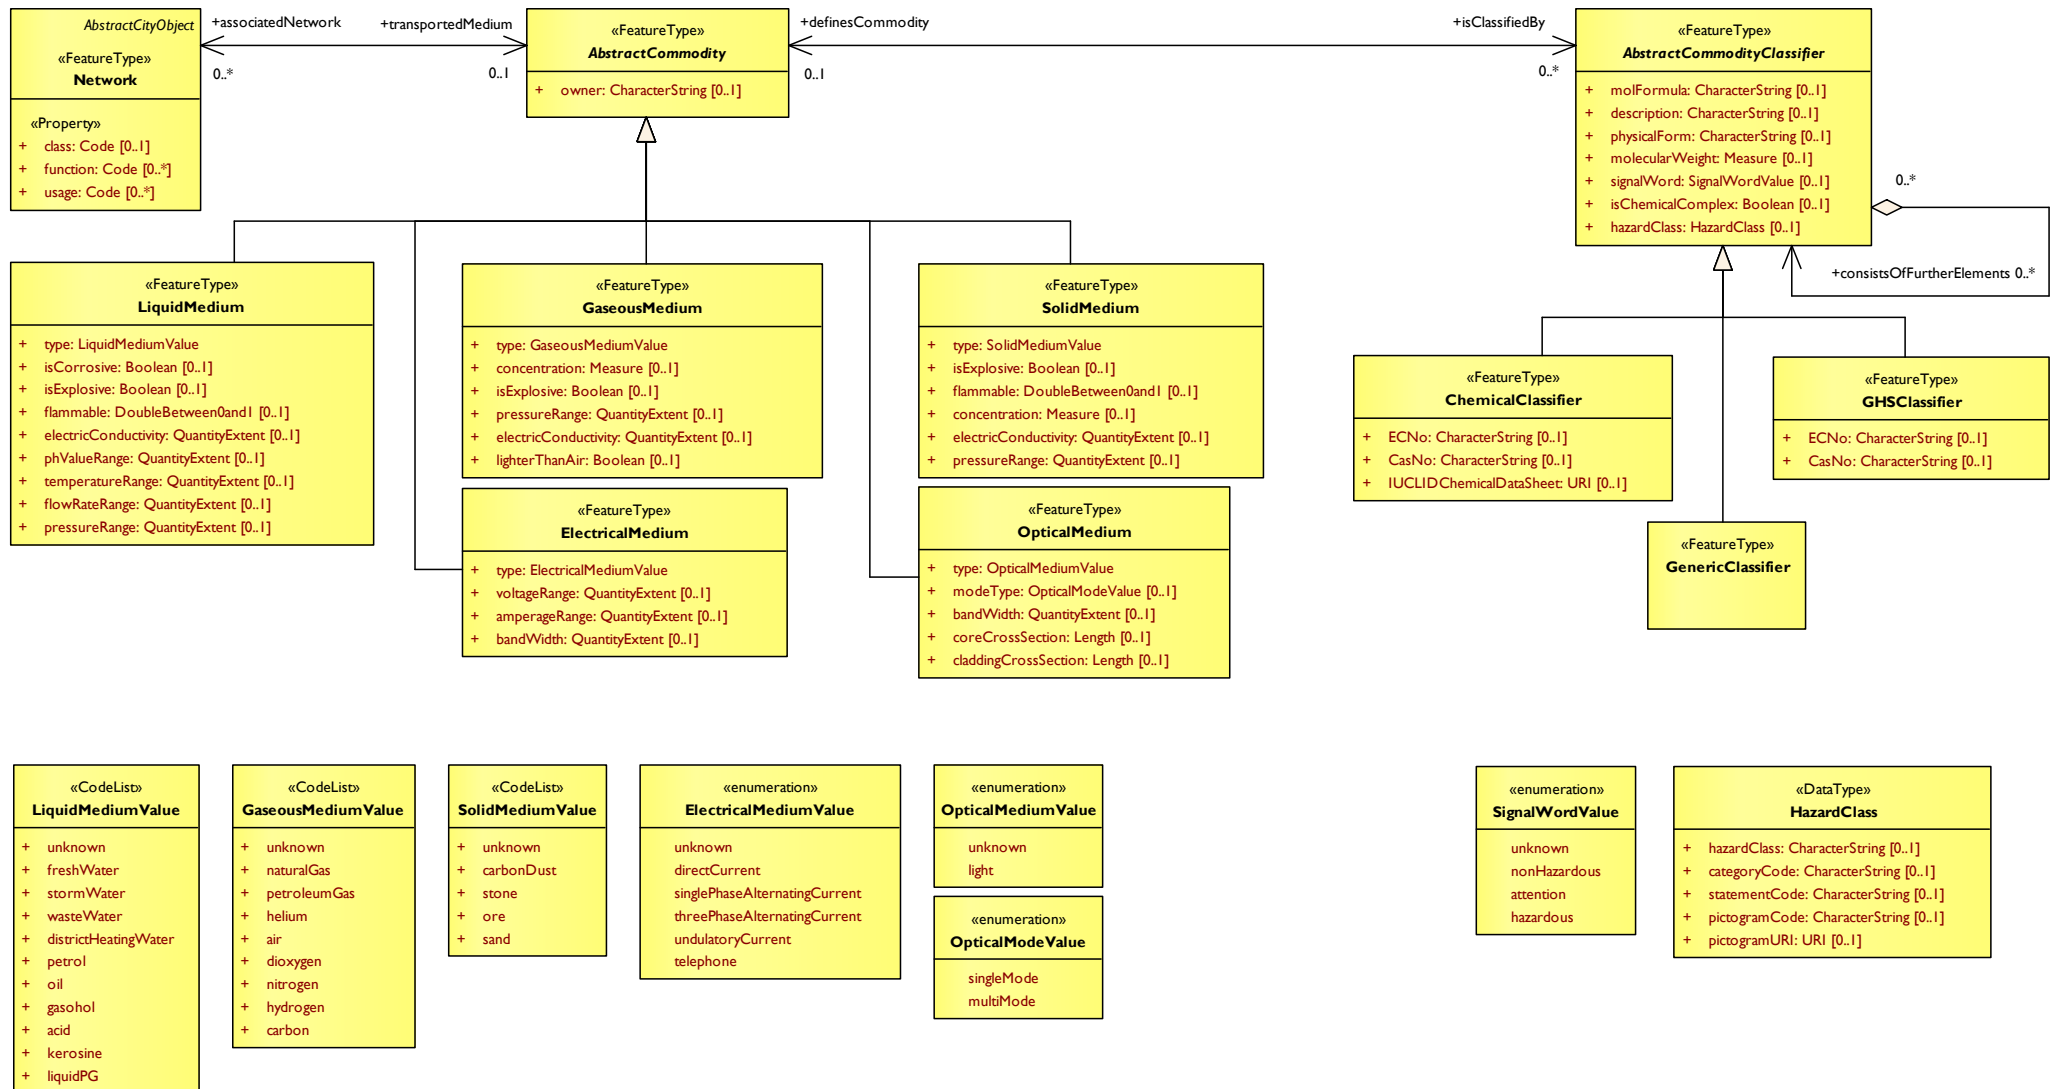 AbstractCityObject
«FeatureType»
Network
«Property»
+ class: Code [0..1]
+ function: Code [0..*]
+ usage: Code [0..*]
+associatedNetwork
0..*
+transportedMedium
0..1
«FeatureType»
AbstractCommodity
+ owner: CharacterString [0..1]
+definesCommodity
0..1
+isClassifiedBy
0..*
«FeatureType»
AbstractCommodityClassifier
+ molFormula: CharacterString [0..1]
+ description: CharacterString [0..1]
+ physicalForm: CharacterString [0..1]
+ molecularWeight: Measure [0..1]
+ signalWord: SignalWordValue [0..1]
+ isChemicalComplex: Boolean [0..1]
+ hazardClass: HazardClass [0..1]
0..*
+consistsOfFurtherElements 0..*
«FeatureType»
LiquidMedium
+ type: LiquidMediumValue
+ isCorrosive: Boolean [0..1]
+ isExplosive: Boolean [0..1]
+ flammable: DoubleBetween0and1 [0..1]
+ electricConductivity: QuantityExtent [0..1]
+ phValueRange: QuantityExtent [0..1]
+ temperatureRange: QuantityExtent [0..1]
+ flowRateRange: QuantityExtent [0..1]
+ pressureRange: QuantityExtent [0..1]
«FeatureType»
GaseousMedium
+ type: GaseousMediumValue
+ concentration: Measure [0..1]
+ isExplosive: Boolean [0..1]
+ pressureRange: QuantityExtent [0..1]
+ electricConductivity: QuantityExtent [0..1]
+ lighterThanAir: Boolean [0..1]
«FeatureType»
SolidMedium
+ type: SolidMediumValue
+ isExplosive: Boolean [0..1]
+ flammable: DoubleBetween0and1 [0..1]
+ concentration: Measure [0..1]
+ electricConductivity: QuantityExtent [0..1]
+ pressureRange: QuantityExtent [0..1]
«FeatureType»
ElectricalMedium
+ type: ElectricalMediumValue
+ voltageRange: QuantityExtent [0..1]
+ amperageRange: QuantityExtent [0..1]
+ bandWidth: QuantityExtent [0..1]
«FeatureType»
OpticalMedium
+ type: OpticalMediumValue
+ modeType: OpticalModeValue [0..1]
+ bandWidth: QuantityExtent [0..1]
+ coreCrossSection: Length [0..1]
+ claddingCrossSection: Length [0..1]
«FeatureType»
ChemicalClassifier
+ ECNo: CharacterString [0..1]
+ CasNo: CharacterString [0..1]
+ IUCLIDChemicalDataSheet: URI [0..1]
«FeatureType»
GHSClassifier
+ ECNo: CharacterString [0..1]
+ CasNo: CharacterString [0..1]
«FeatureType»
GenericClassifier
«CodeList»
LiquidMediumValue
+ unknown
+ freshWater
+ stormWater
+ wasteWater
+ districtHeatingWater
+ petrol
+ oil
+ gasohol
+ acid
+ kerosine
+ liquidPG
«CodeList»
GaseousMediumValue
+ unknown
+ naturalGas
+ petroleumGas
+ helium
+ air
+ dioxygen
+ nitrogen
+ hydrogen
+ carbon
«CodeList»
SolidMediumValue
+ unknown
+ carbonDust
+ stone
+ ore
+ sand
«enumeration»
ElectricalMediumValue
unknown
directCurrent
singlePhaseAlternatingCurrent
threePhaseAlternatingCurrent
undulatoryCurrent
telephone
«enumeration»
OpticalMediumValue
unknown
light
«enumeration»
OpticalModeValue
singleMode
multiMode
«enumeration»
SignalWordValue
unknown
nonHazardous
attention
hazardous
«DataType»
HazardClass
+ hazardClass: CharacterString [0..1]
+ categoryCode: CharacterString [0..1]
+ statementCode: CharacterString [0..1]
+ pictogramCode: CharacterString [0..1]
+ pictogramURI: URI [0..1]